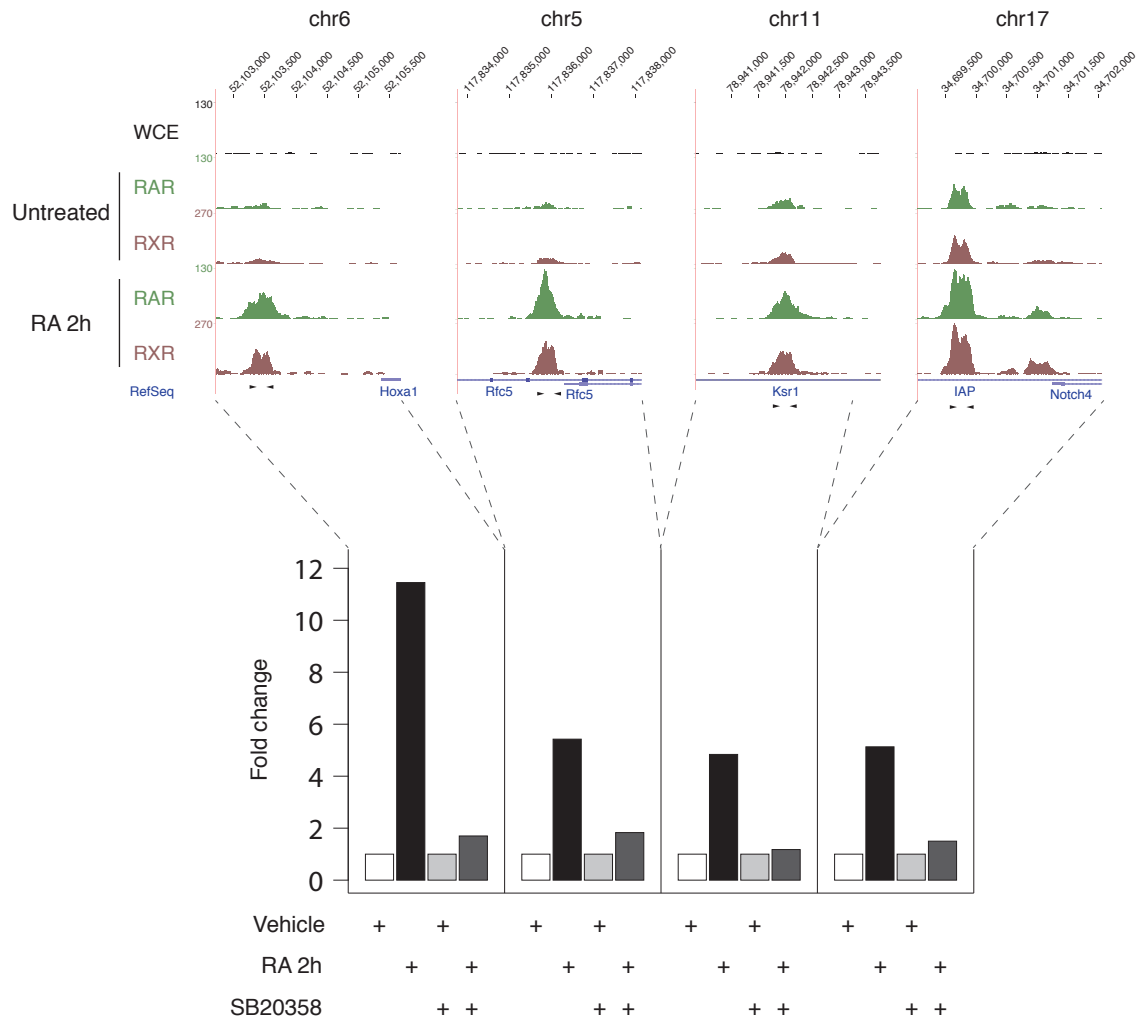 chr6 chr5 chr11 chr17
52,103,000 52,103,500 52,104,000 52,104,500 52,105,000 52,105,500 117,834,000 117,835,000 117,836,000 117,837,000 117,838,000 78,941,000 78,941,500 78,942,000 78,942,500 78,943,000 78,943,500 34,699,500 34,700,000 34,700,500 34,701,000 34,701,500 34,702,000
130
WCE
130
RAR
Untreated
270
RXR
130
RAR
RA 2h
270
RXR
RefSeq Hoxa1 Rfc5 Rfc5 Ksr1 IAP Notch4
12
10
8
6
4
2
0
Fold change
Vehicle + + + + + + + +
RA 2h + + + + + + + +
SB20358 + + + + + + + +